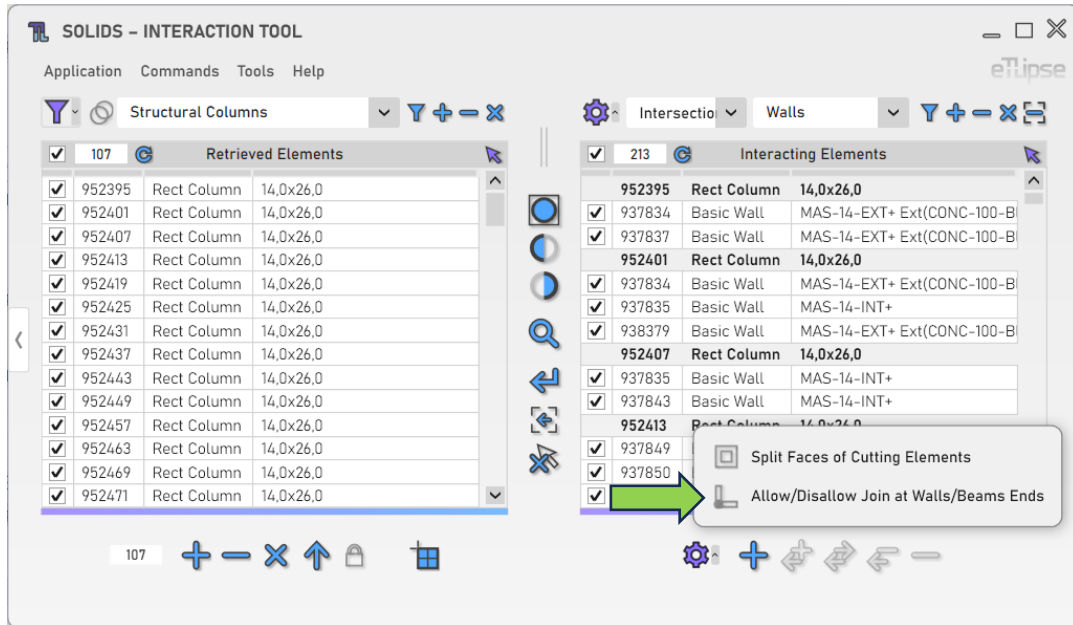 SOLIDS – INTERACTION TOOL
Application Commands Tools Help
eTLipse
Structural Columns
Intersectio Walls
107 Retrieved Elements
213 Interacting Elements
952395 Rect Column 14,0x26,0
952401 Rect Column 14,0x26,0
952407 Rect Column 14,0x26,0
952413 Rect Column 14,0x26,0
952419 Rect Column 14,0x26,0
952425 Rect Column 14,0x26,0
952431 Rect Column 14,0x26,0
952437 Rect Column 14,0x26,0
952443 Rect Column 14,0x26,0
952449 Rect Column 14,0x26,0
952457 Rect Column 14,0x26,0
952463 Rect Column 14,0x26,0
952469 Rect Column 14,0x26,0
952471 Rect Column 14,0x26,0
952395 Rect Column 14,0x26,0
937834 Basic Wall MAS-14-EXT+ Ext(CONC-100-B
937837 Basic Wall MAS-14-EXT+ Ext(CONC-100-B
952401 Rect Column 14,0x26,0
937834 Basic Wall MAS-14-EXT+ Ext(CONC-100-B
937835 Basic Wall MAS-14-INT+
938379 Basic Wall MAS-14-EXT+ Ext(CONC-100-B
952407 Rect Column 14,0x26,0
937835 Basic Wall MAS-14-INT+
937843 Basic Wall MAS-14-INT+
952413 Rect Column 14,0x26,0
937849
937850
Split Faces of Cutting Elements
Allow/Disallow Join at Walls/Beams Ends
107